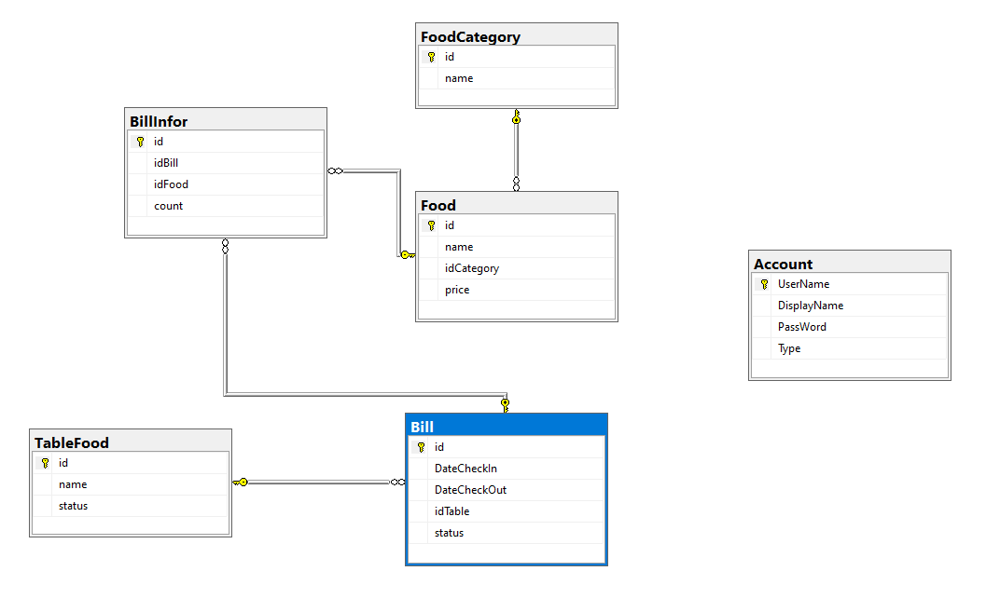 FoodCategory
id
name
BillInfor
id
idBill
idFood
count
Food
id
name
idCategory
price
Account
UserName
DisplayName
PassWord
Type
Bill
id
DateCheckIn
DateCheckOut
idTable
status
TableFood
id
name
status